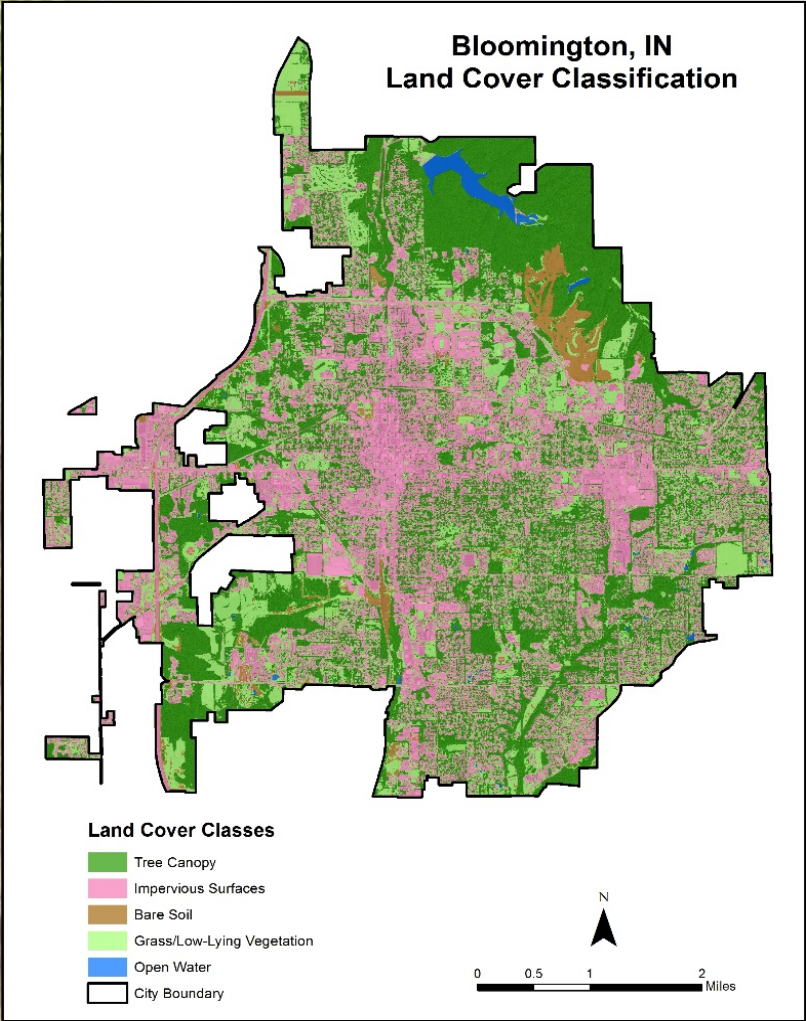 Bloomington, IN
Land Cover Classification
Land Cover Classes
Tree Canopy
Impervious Surfaces
Bare Soil
Grass/Low-Lying Vegetation
Open Water
City Boundary
N
0 0.5 1 2
Miles